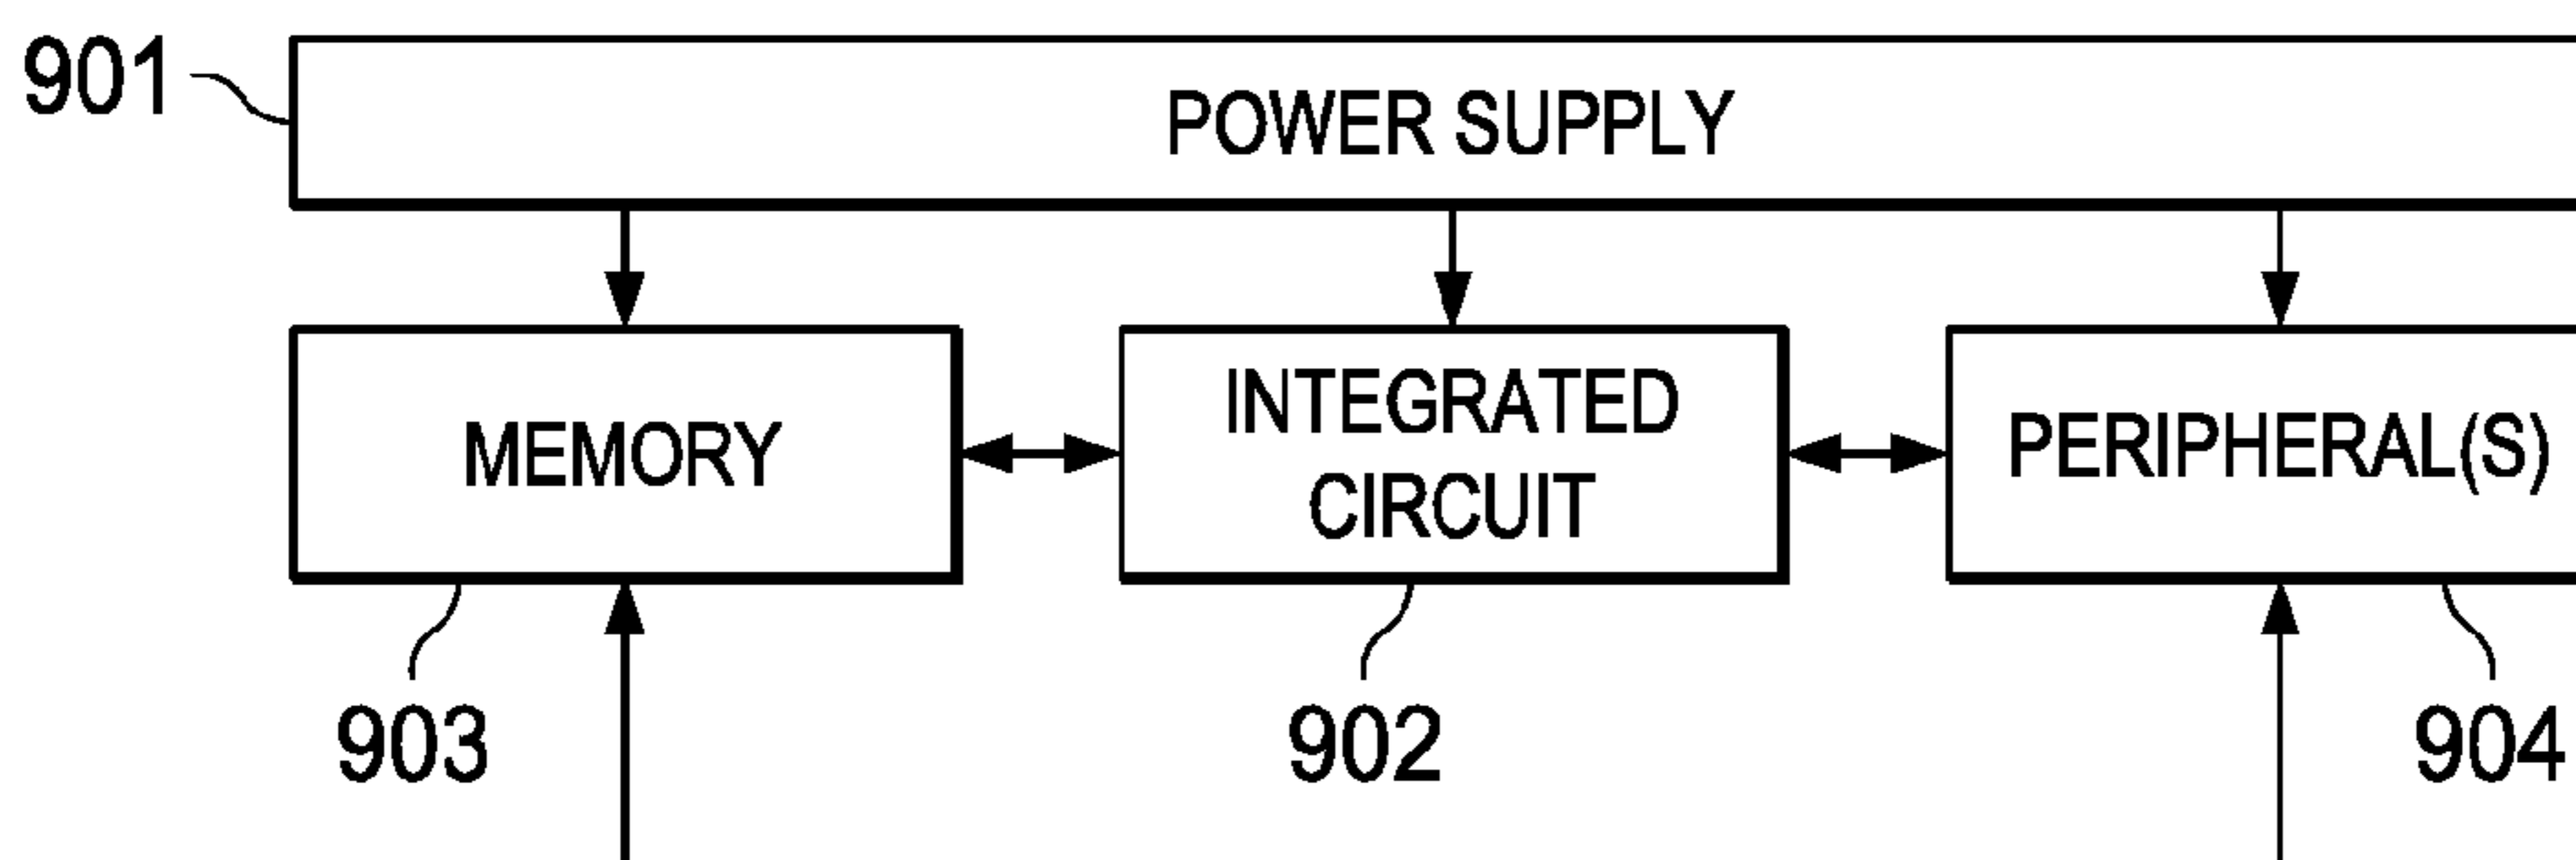 901
POWER SUPPLY
MEMORY
INTEGRATED
CIRCUIT
PERIPHERAL(S)
903
902
904